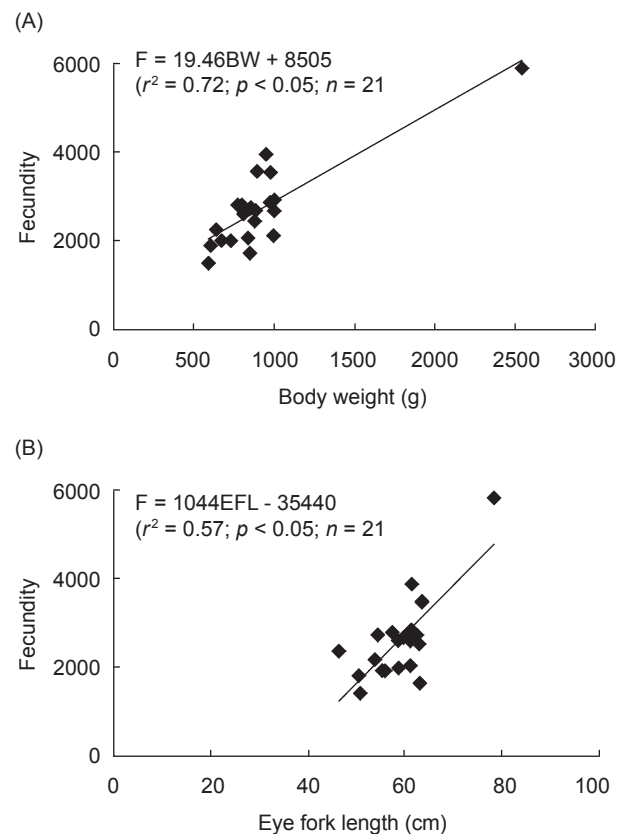 (A)
F = 19.46BW + 8505
(r² = 0.72; p < 0.05; n = 21
6000
4000
2000
0
Fecundity
0 500 1000 1500 2000 2500 3000
Body weight (g)
(B)
F = 1044EFL - 35440
(r² = 0.57; p < 0.05; n = 21
6000
4000
2000
0
Fecundity
0 20 40 60 80 100
Eye fork length (cm)